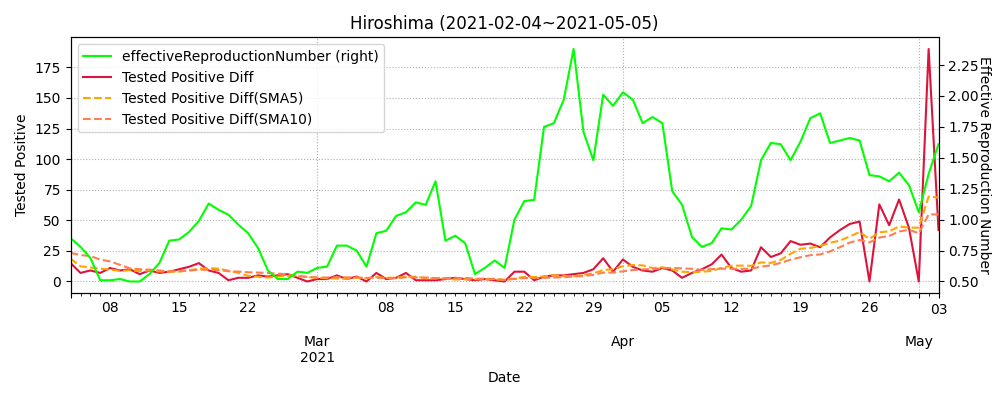 Hiroshima (2021-02-04~2021-05-05)
effectiveReproductionNumber (right)
Tested Positive Diff
Tested Positive Diff(SMA5)
Tested Positive Diff(SMA10)
Tested Positive
175
150
125
100
75
50
25
0
2.25
2.00
1.75
1.50
1.25
1.00
0.75
0.50
Effective Reproduction Number
08 15 22 08 15 22 29 05 12 19 26 03
Mar Apr May
2021
Date